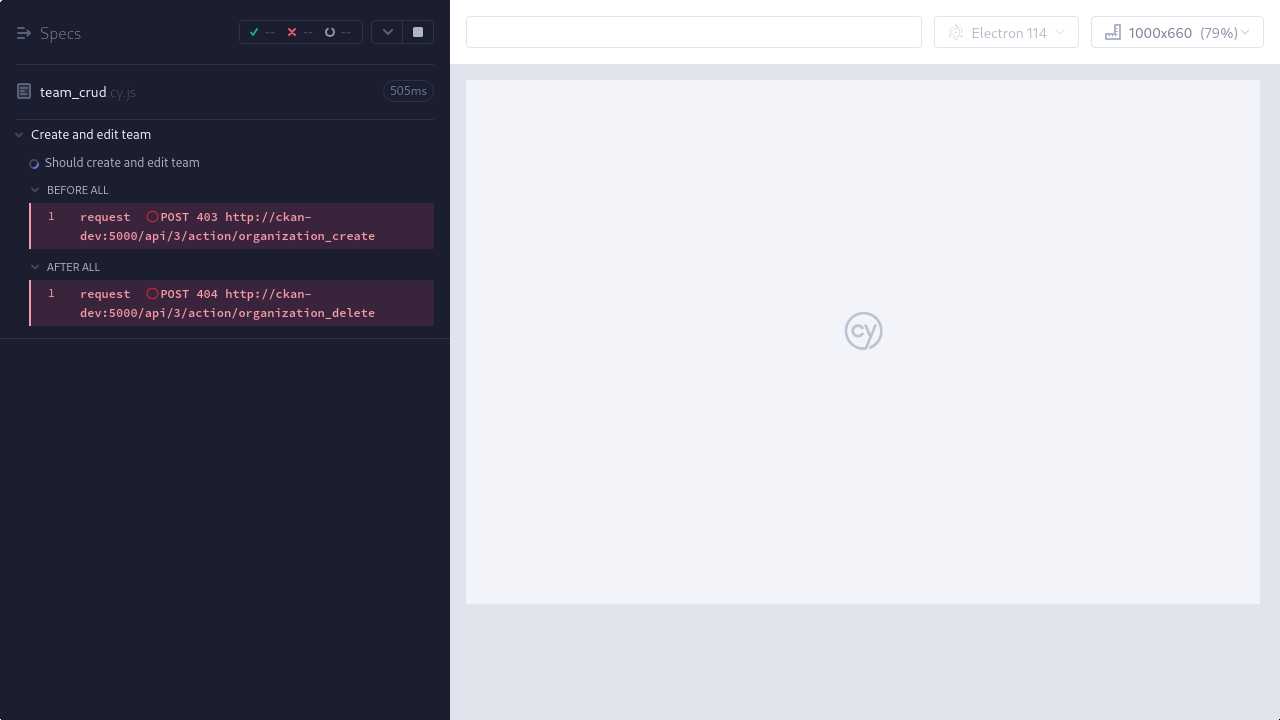 Specs
-- -- --
team_crud.cy.js 505ms
Create and edit team
Should create and edit team
BEFORE ALL
1 request POST 403 http://ckan-
dev:5000/api/3/action/organization_create
AFTER ALL
1 request POST 404 http://ckan-
dev:5000/api/3/action/organization_delete
Electron 114
1000x660 (79%)
cy